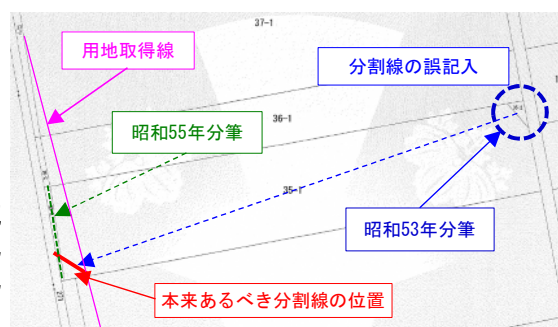 37-1
用地取得線
分割線の誤記入
36-1
昭和55年分筆
35-1
昭和53年分筆
本来あるべき分割線の位置